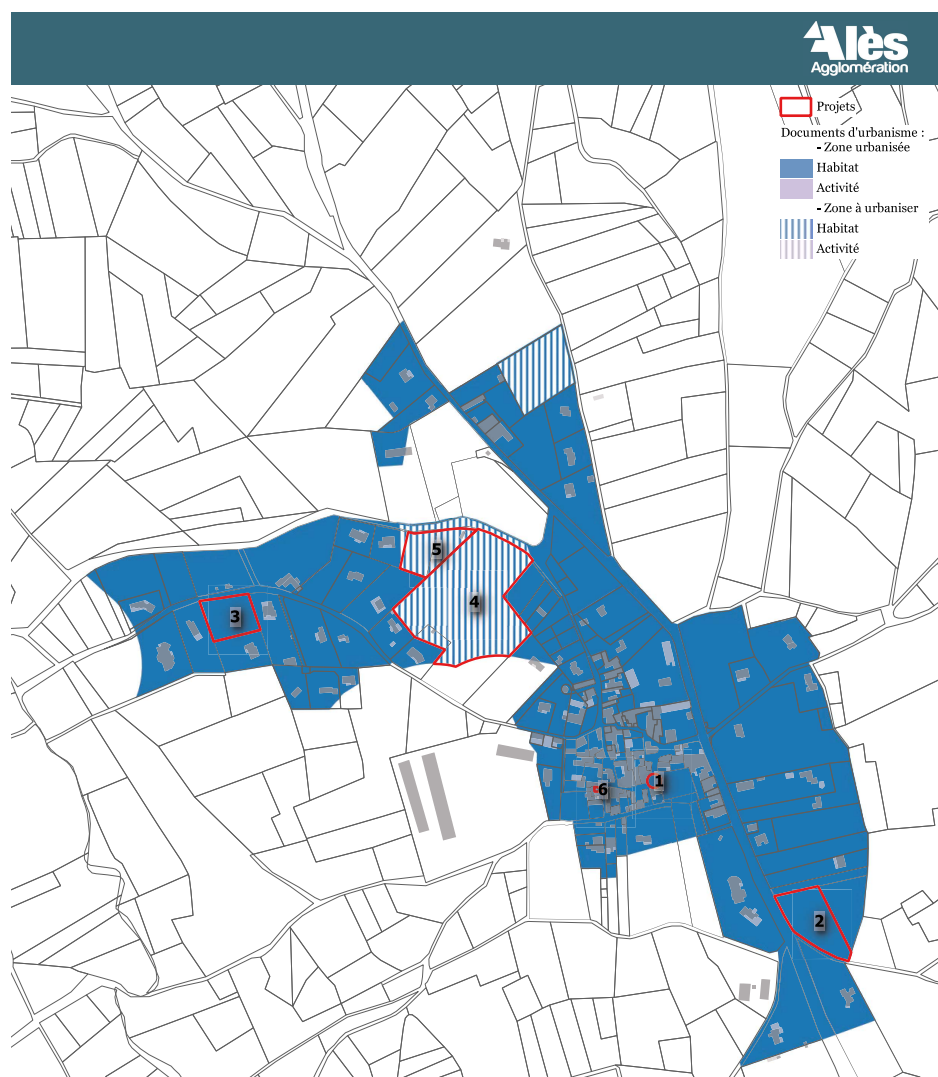 Alès
Agglomération
Projets
Documents d'urbanisme :
- Zone urbanisée
Habitat
Activité
- Zone à urbaniser
Habitat
Activité
5
4
3
1
6
2